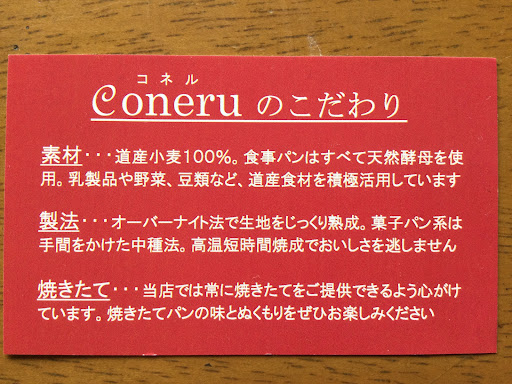 コネル
Coneru のこだわり
素材･･･道産小麦100%。食事パンはすべて天然酵母を使
用。乳製品や野菜、豆類など、道産食材を積極活用しています
製法･･･オーバーナイト法で生地をじっくり熟成。菓子パン系は
手間をかけた中種法。高温短時間焼成でおいしさを逃しません
焼きたて･･･当店では常に焼きたてをご提供できるよう心がけ
ています。焼きたてパンの味とぬくもりをぜひお楽しみください